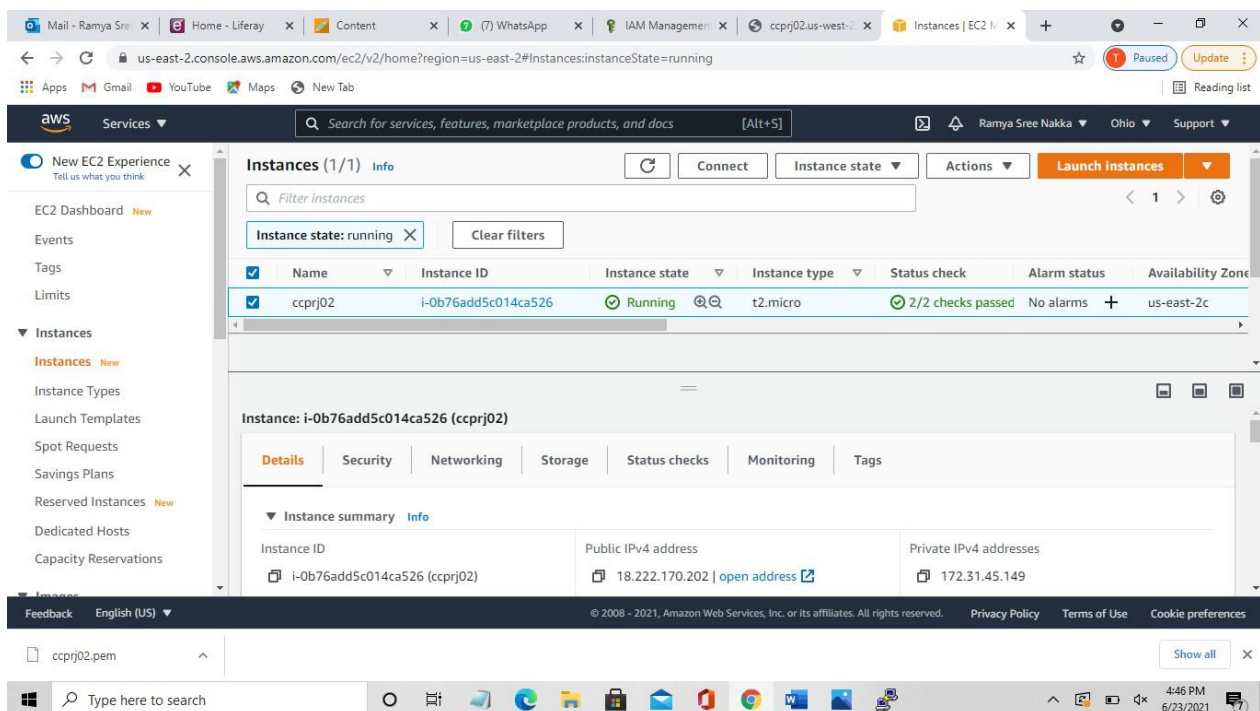 Mail - Ramya Sre
Home - Liferay
Content
(7) WhatsApp
IAM Managemen
ccprj02.us-west-2
Instances | EC2 M
us-east-2.console.aws.amazon.com/ec2/v2/home?region=us-east-2#Instances:instanceState=running
T Paused Update
Apps Gmail YouTube Maps New Tab Reading list
aws Services ▼ Search for services, features, marketplace products, and docs [Alt+S] Ramya Sree Nakka ▼ Ohio ▼ Support ▼
New EC2 Experience
Tell us what you think
EC2 Dashboard New
Events
Tags
Limits
▼ Instances
Instances New
Instance Types
Launch Templates
Spot Requests
Savings Plans
Reserved Instances New
Dedicated Hosts
Capacity Reservations
▼ Images
Instances (1/1) Info Connect Instance state ▼ Actions ▼ Launch instances ▼
Filter instances < 1 >
Instance state: running Clear filters
Name Instance ID Instance state Instance type Status check Alarm status Availability Zone
ccprj02 i-0b76add5c014ca526 Running t2.micro 2/2 checks passed No alarms + us-east-2c
Instance: i-0b76add5c014ca526 (ccprj02)
Details Security Networking Storage Status checks Monitoring Tags
▼ Instance summary Info
Instance ID Public IPv4 address Private IPv4 addresses
i-0b76add5c014ca526 (ccprj02) 18.222.170.202 | open address 172.31.45.149
Feedback English (US) ▼ © 2008 - 2021, Amazon Web Services, Inc. or its affiliates. All rights reserved. Privacy Policy Terms of Use Cookie preferences
ccprj02.pem Show all
Type here to search 4:46 PM
6/23/2021